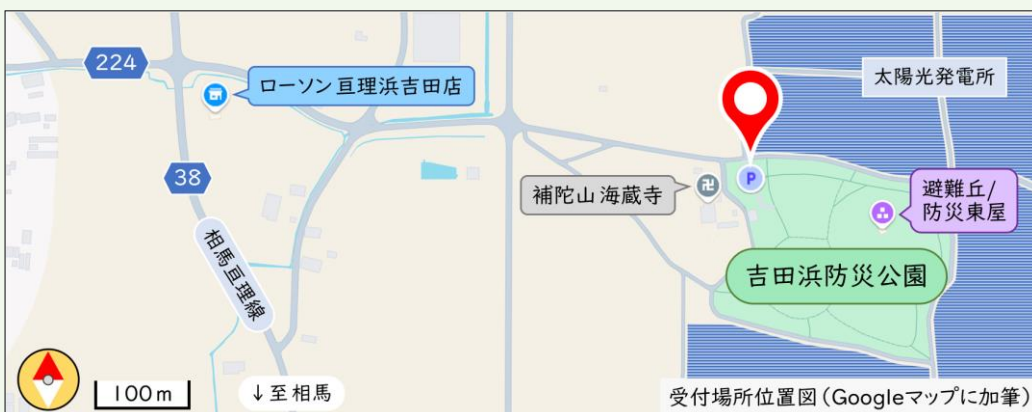 224
ローソン亘理浜吉田店
太陽光発電所
38
P
卍
補陀山 海蔵寺
避難丘/
防災東屋
相馬亘理線
吉田浜防災公園
100m
↓至相馬
受付場所位置図(Googleマップに加筆)